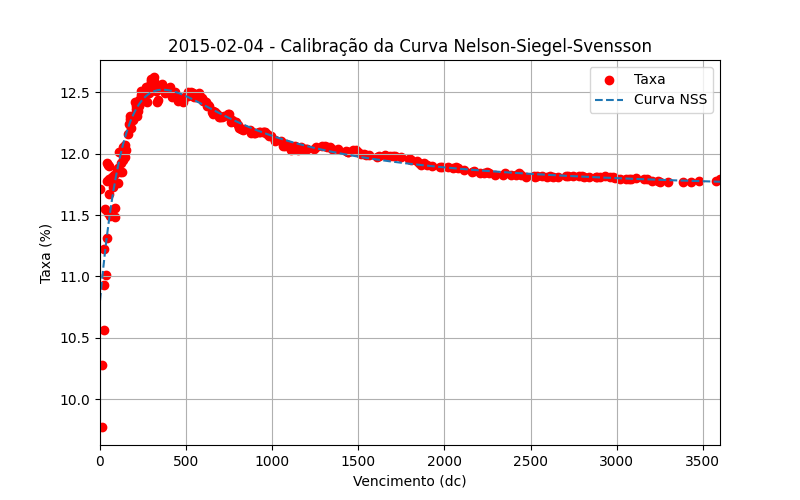 2015-02-04 - Calibração da Curva Nelson-Siegel-Svensson
Taxa
Curva NSS
Taxa (%)
12.5
12.0
11.5
11.0
10.5
10.0
0 500 1000 1500 2000 2500 3000 3500
Vencimento (dc)